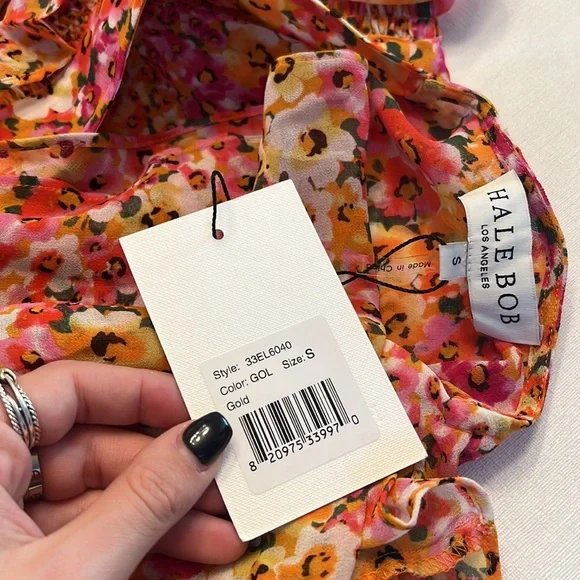 Style: 33EL6040
Color: GOL Size: S
Gold
8 20975 33997 0
HALE BOB
LOS ANGELES
S
Made in China